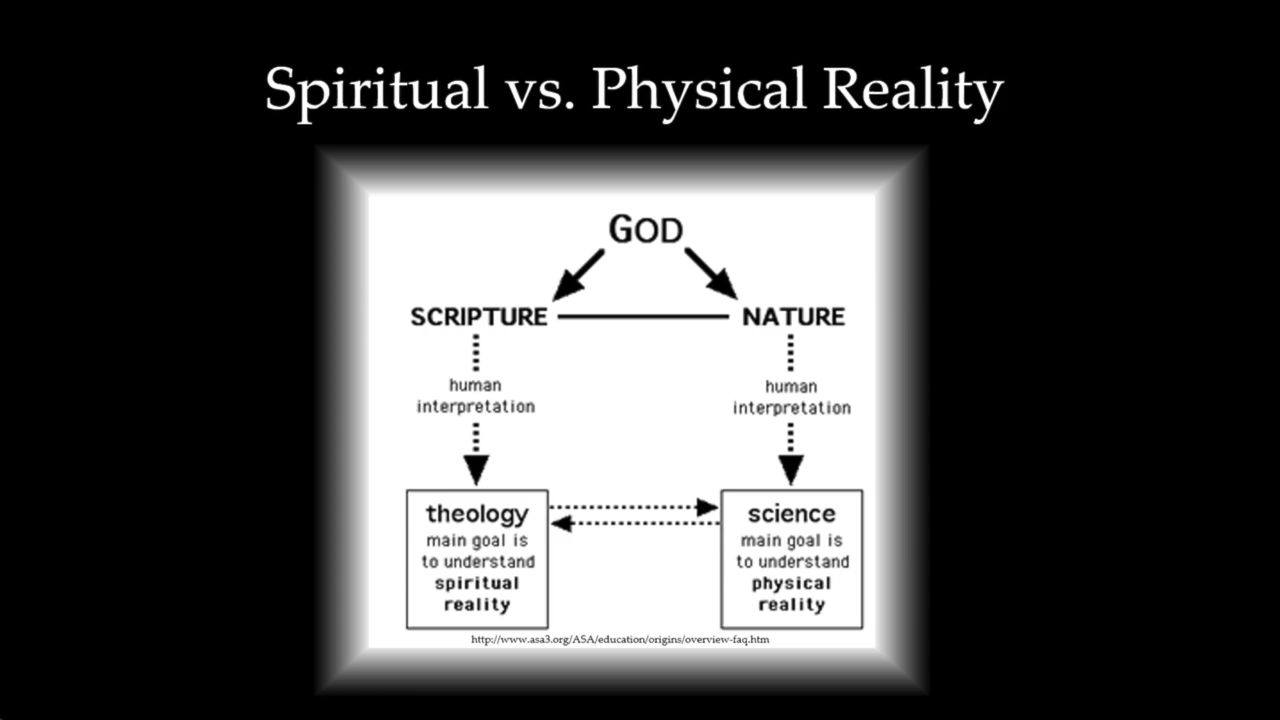 Spiritual vs. Physical Reality
GOD
SCRIPTURE
NATURE
human
interpretation
human
interpretation
theology
main goal is
to understand
spiritual
reality
science
main goal is
to understand
physical
reality
http://www.asa3.org/ASA/education/origins/overview-faq.htm